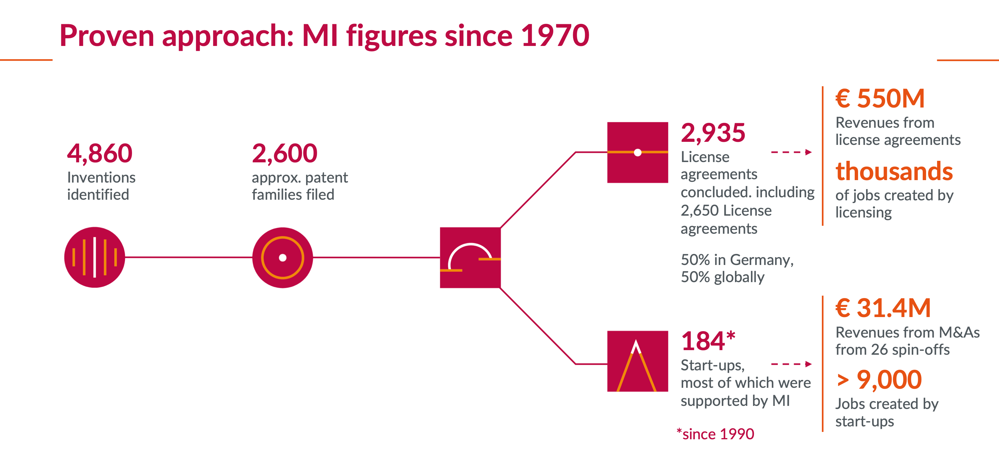 Proven approach: MI figures since 1970
4,860
Inventions
identified
2,600
approx. patent
families filed
2,935
License
agreements
concluded. including
2,650 License
agreements
50% in Germany,
50% globally
€ 550M
Revenues from
license agreements
thousands
of jobs created by
licensing
184*
Start-ups,
most of which were
supported by MI
*since 1990
€ 31.4M
Revenues from M&As
from 26 spin-offs
> 9,000
Jobs created by
start-ups